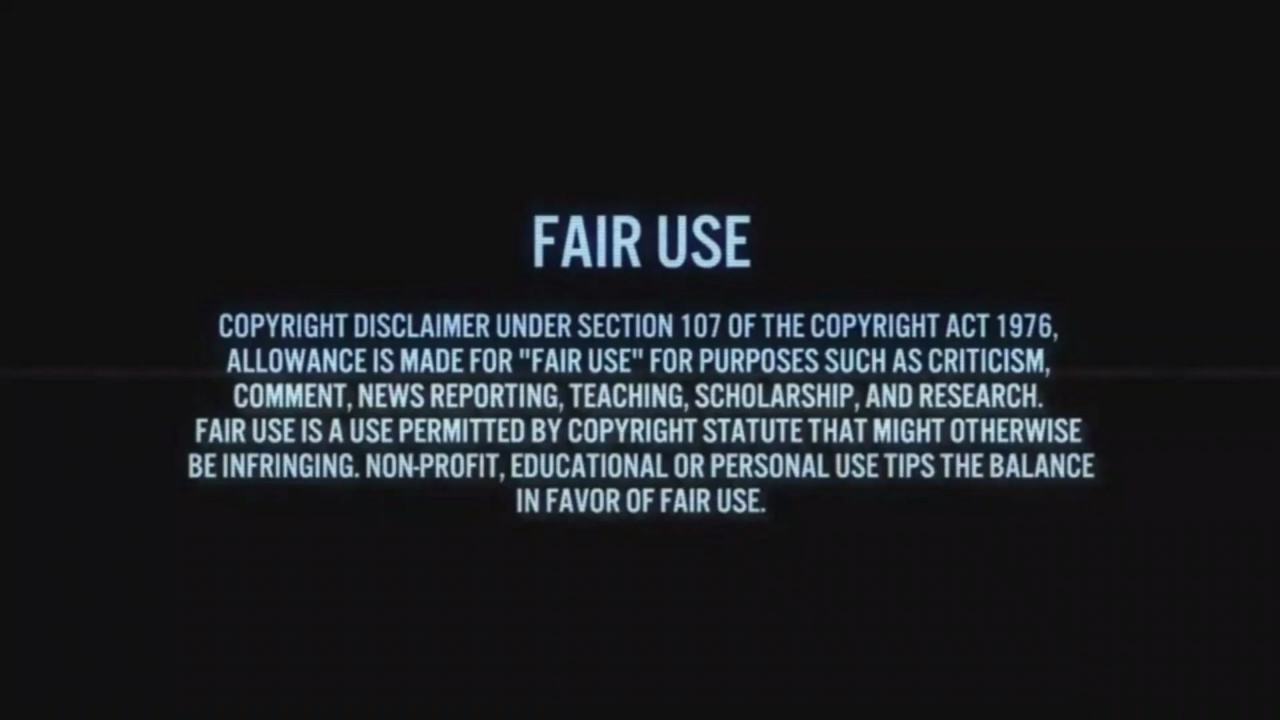 FAIR USE
COPYRIGHT DISCLAIMER UNDER SECTION 107 OF THE COPYRIGHT ACT 1976,
ALLOWANCE IS MADE FOR "FAIR USE" FOR PURPOSES SUCH AS CRITICISM,
COMMENT, NEWS REPORTING, TEACHING, SCHOLARSHIP, AND RESEARCH.
FAIR USE IS A USE PERMITTED BY COPYRIGHT STATUTE THAT MIGHT OTHERWISE
BE INFRINGING. NON-PROFIT, EDUCATIONAL OR PERSONAL USE TIPS THE BALANCE
IN FAVOR OF FAIR USE.